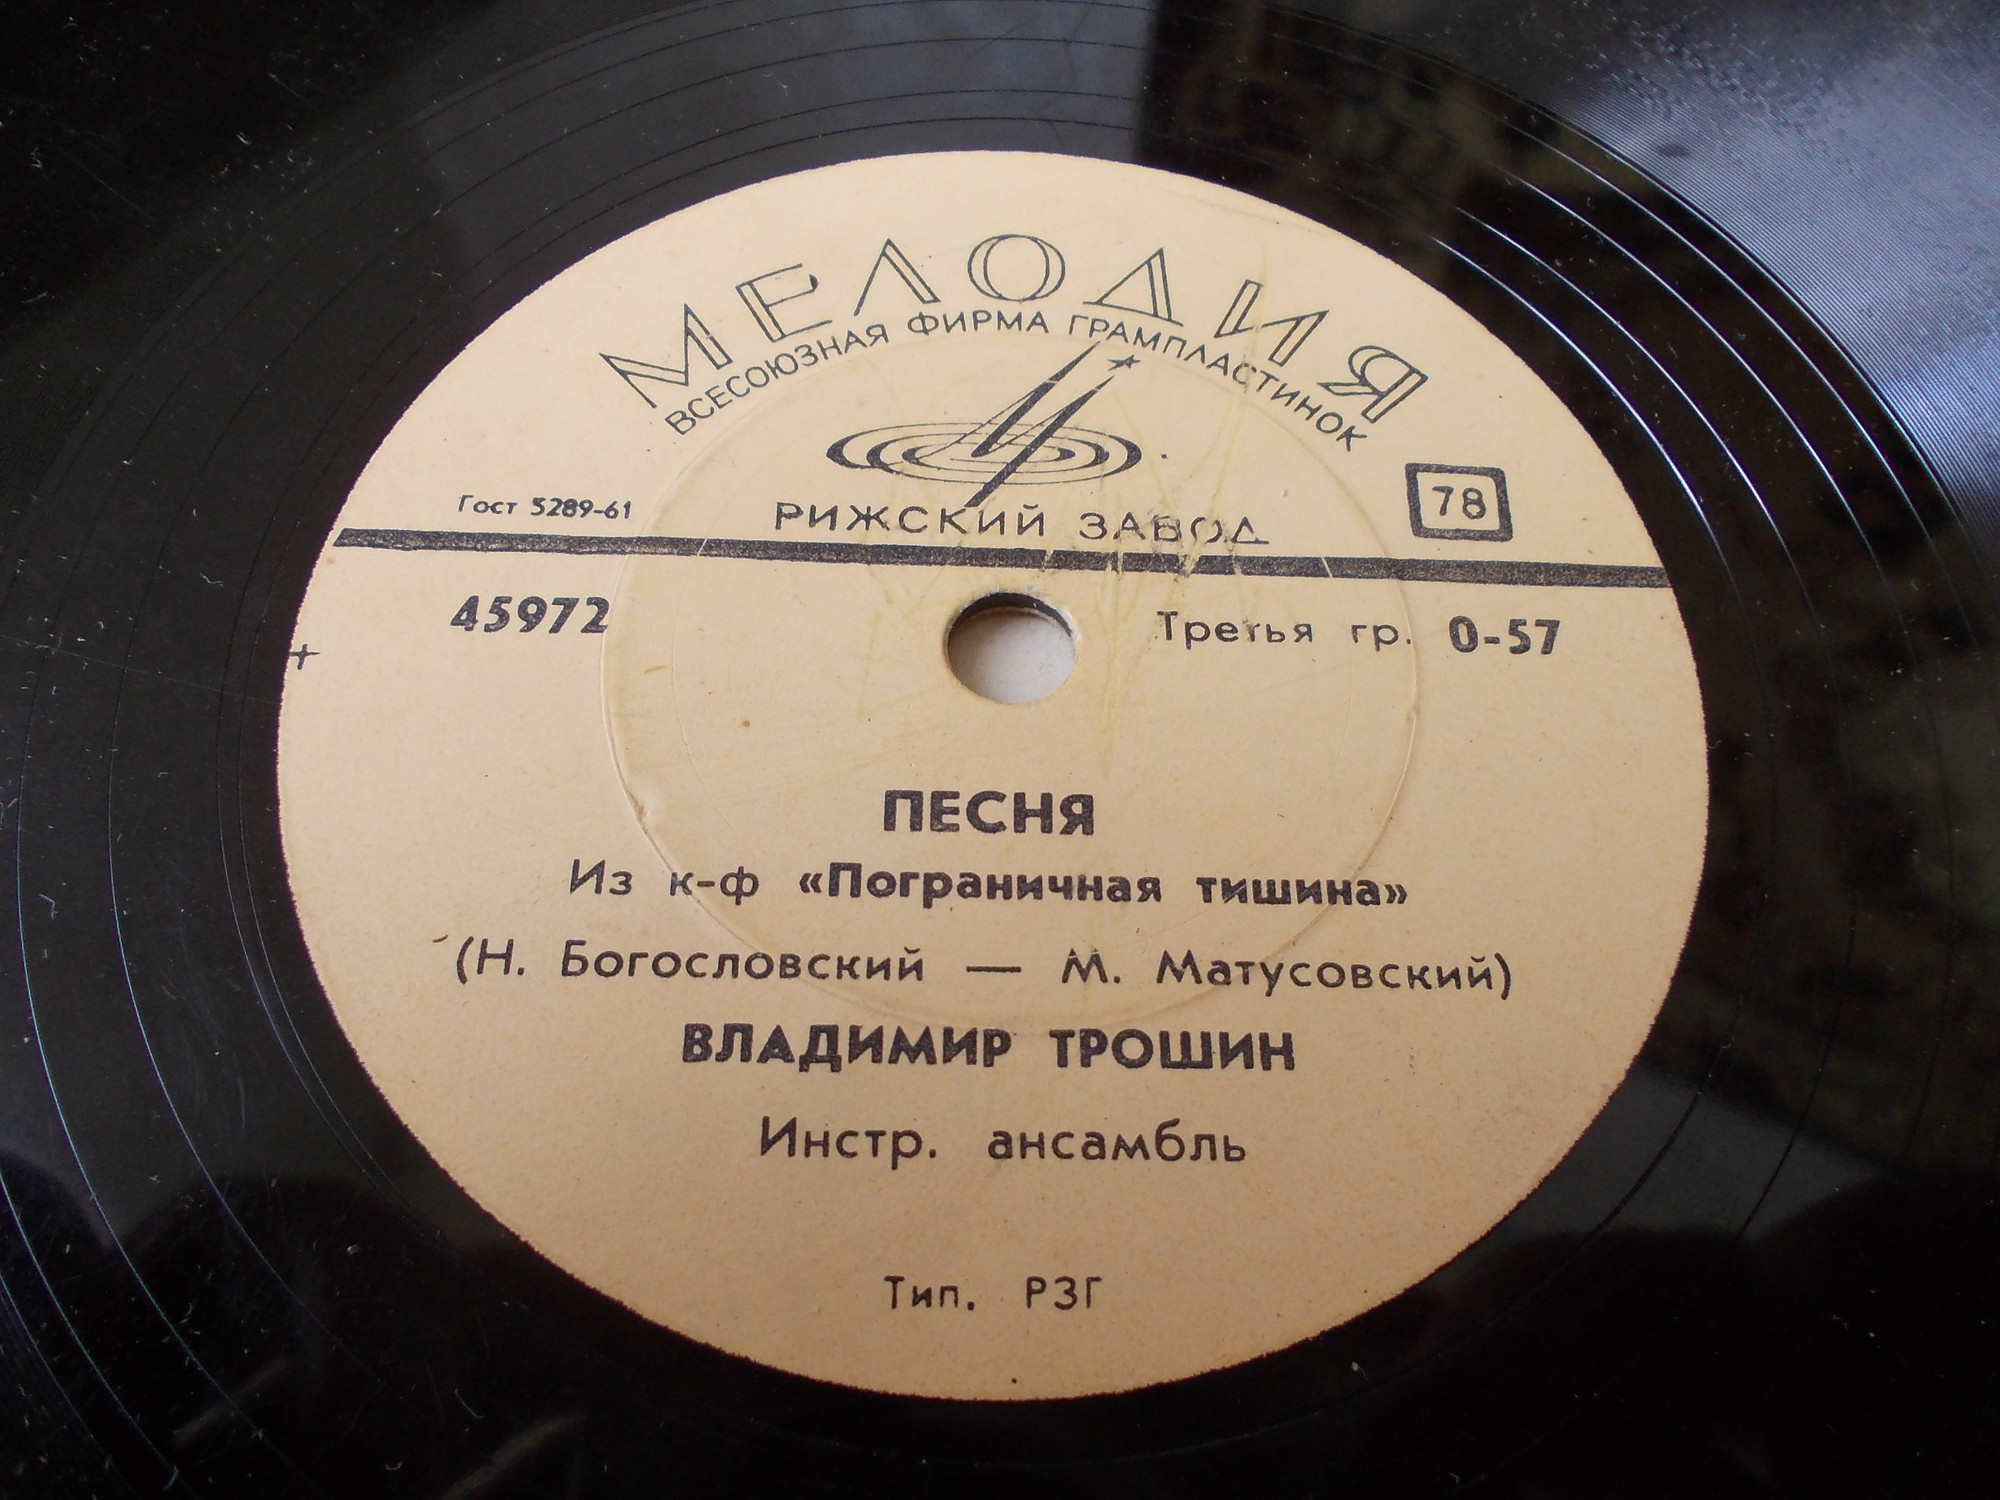 МЕЛОДИЯ
ВСЕСОЮЗНАЯ ФИРМА ГРАМПЛАСТИНОК
Гост 5289-61
РИЖСКИЙ ЗАВОД
78
45972
Третья гр. 0-57
ПЕСНЯ
Из к-ф «Пограничная тишина»
(Н. Богословский — М. Матусовский)
ВЛАДИМИР ТРОШИН
Инстр. ансамбль
Тип. РЗГ